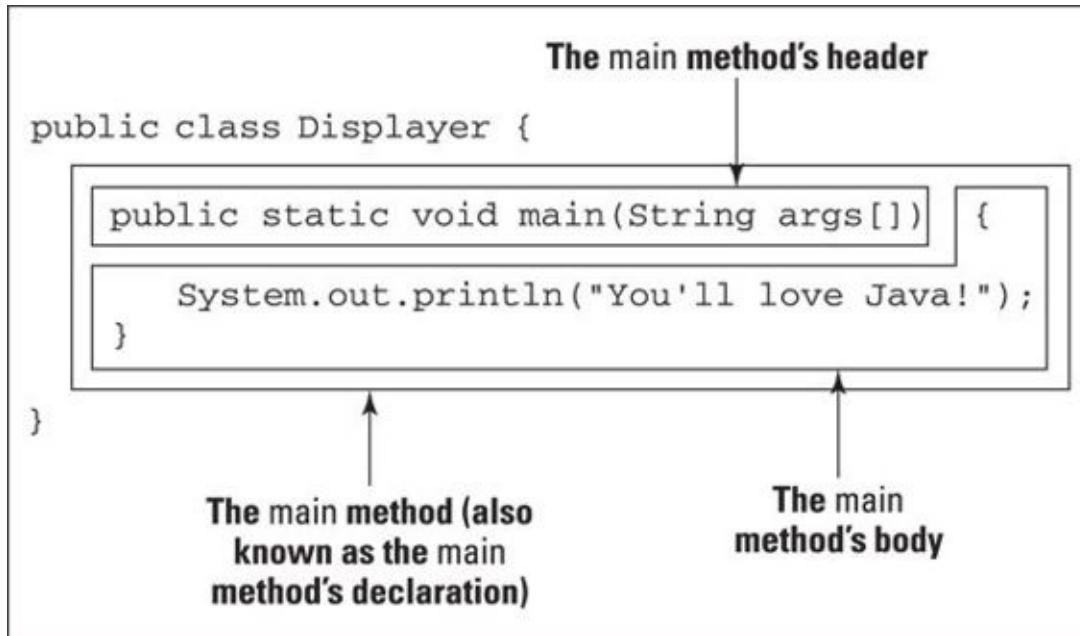 The main method's header
public class Displayer {
public static void main(String args[]) {
System.out.println("You'll love Java!");
}
}
The main method (also
known as the main
method's declaration)
The main
method's body